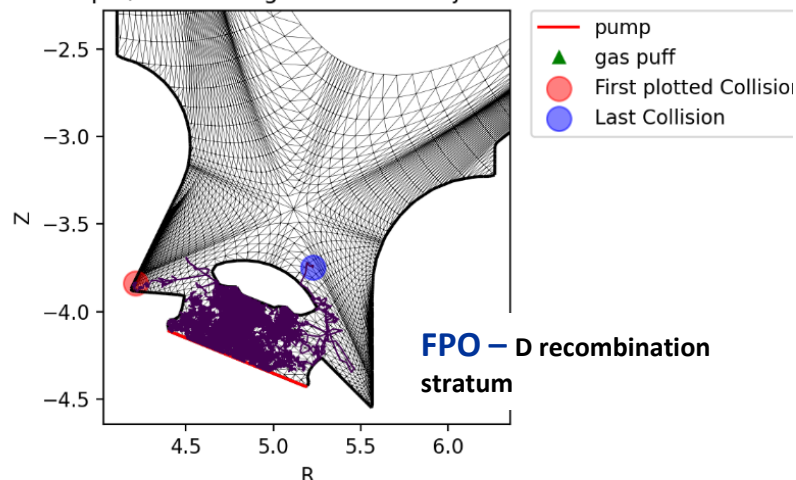 pump
gas puff
First plotted Collision
Last Collision
−2.5
−3.0
−3.5
−4.0
−4.5
Z
4.5
5.0
5.5
6.0
R
FPO – D recombination
stratum